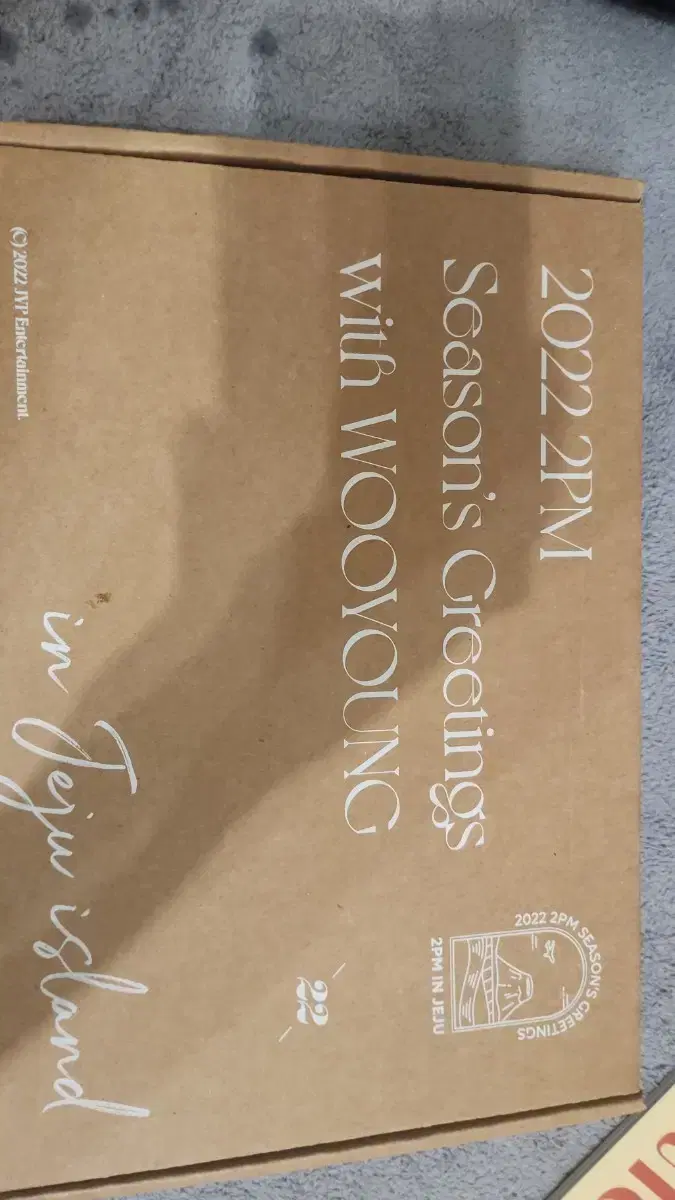 2022 2PM
Season's Greetings
with WOOYOUNG
2022 2PM SEASON'S GREETINGS
2PM IN JEJU
22
in Jeju island
(C) 2022 JYP Entertainment.